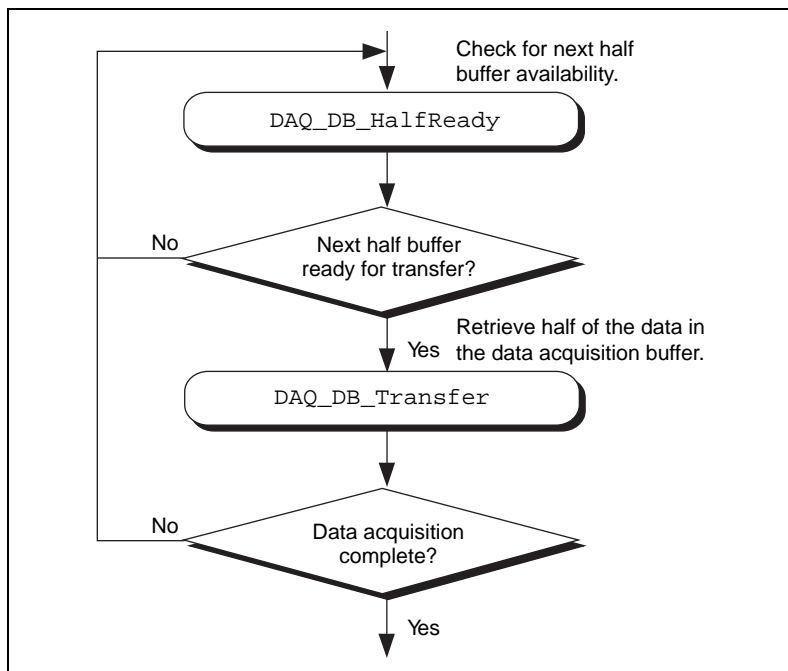 Check for next half
buffer availability.
DAQ_DB_HalfReady
No
Next half buffer
ready for transfer?
Retrieve half of the data in
the data acquisition buffer.
Yes
DAQ_DB_Transfer
No
Data acquisition
complete?
Yes